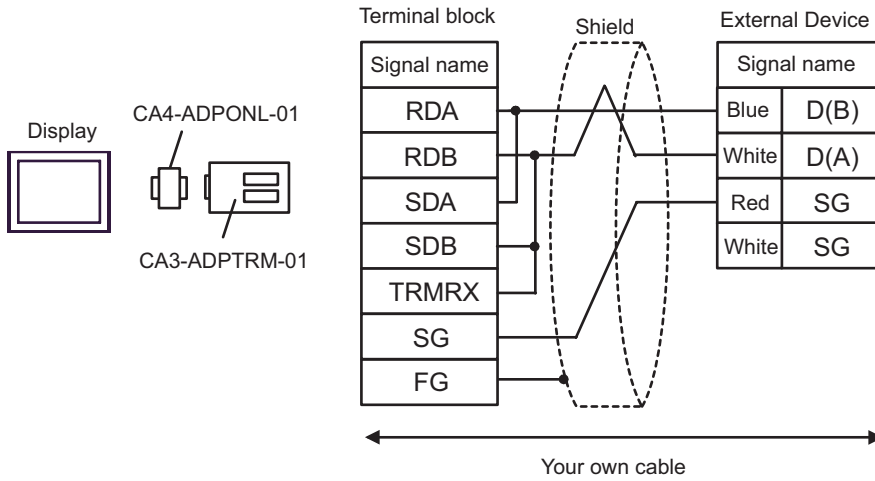 Terminal block
Shield
External Device
Signal name
Signal name
RDA
Blue D(B)
RDB
White D(A)
SDA
Red SG
SDB
White SG
TRMRX
SG
FG
Display
CA4-ADPONL-01
CA3-ADPTRM-01
Your own cable